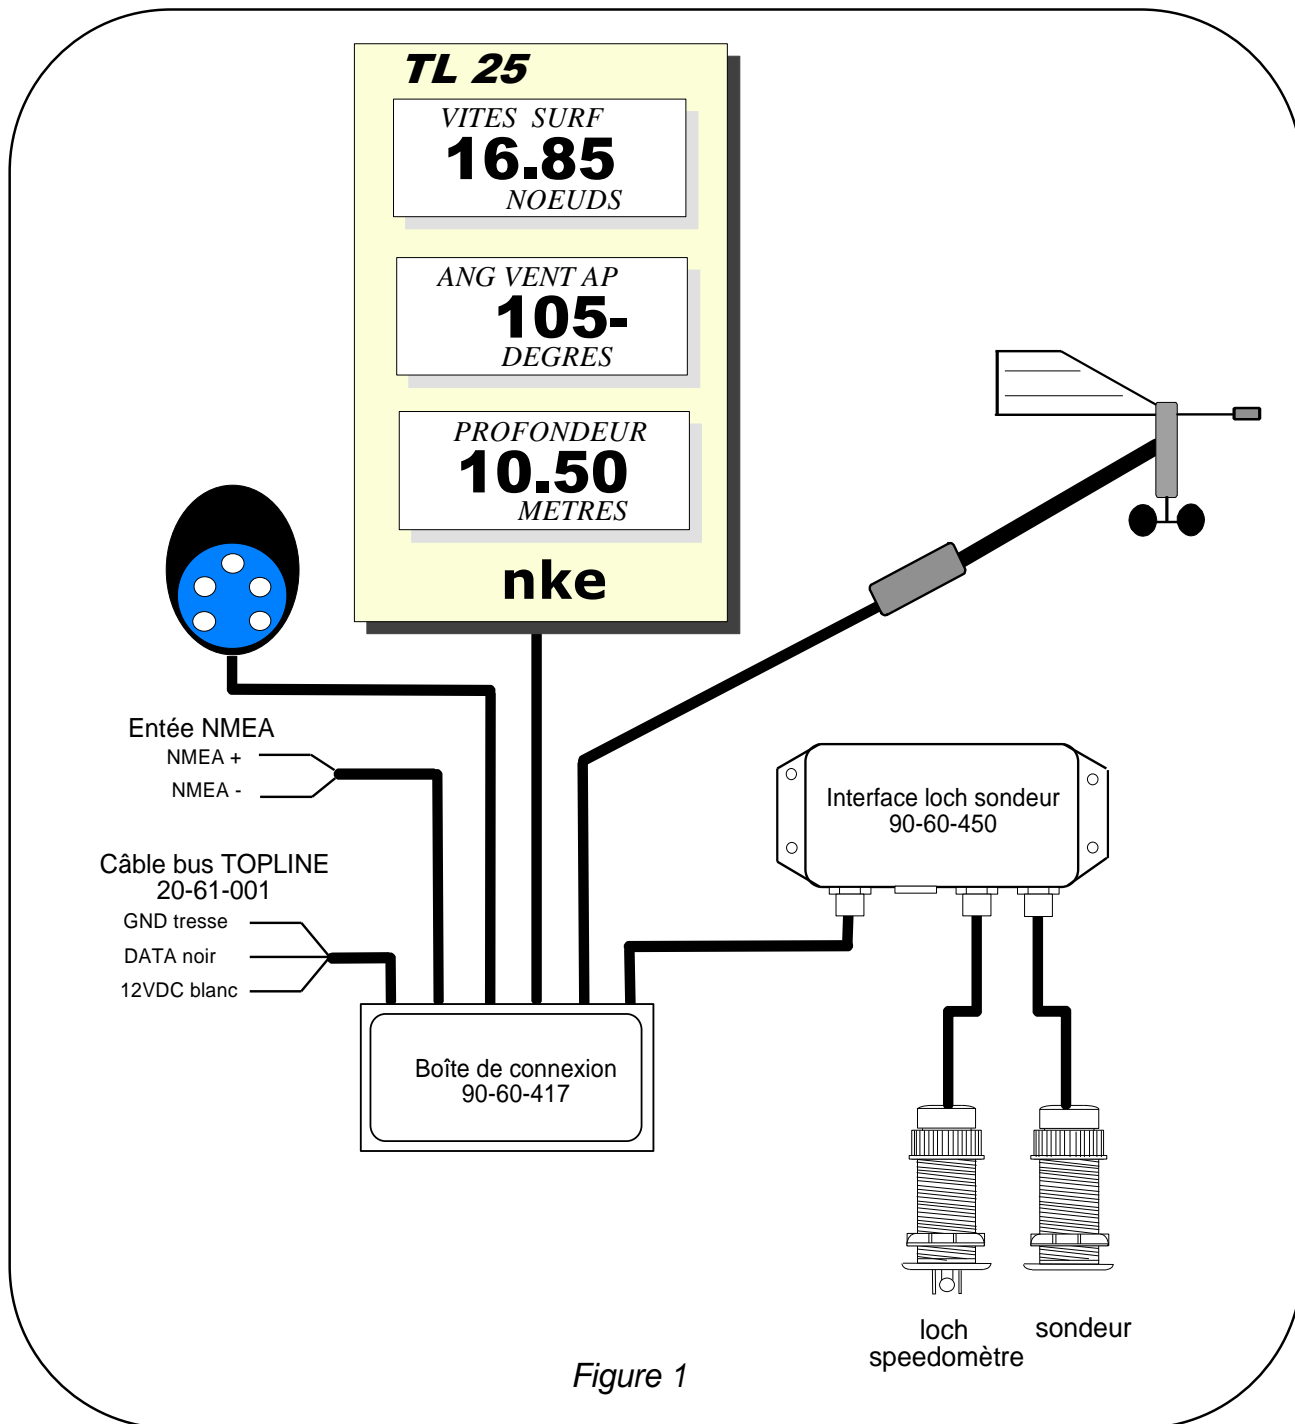 TL 25
VITES SURF
16.85
NOEUDS
ANG VENT AP
105-
DEGRES
PROFONDEUR
10.50
METRES
nke
Entée NMEA
NMEA +
NMEA -
Câble bus TOPLINE
20-61-001
GND tresse
DATA noir
12VDC blanc
Interface loch sondeur
90-60-450
Boîte de connexion
90-60-417
loch
speedomètre
sondeur
Figure 1